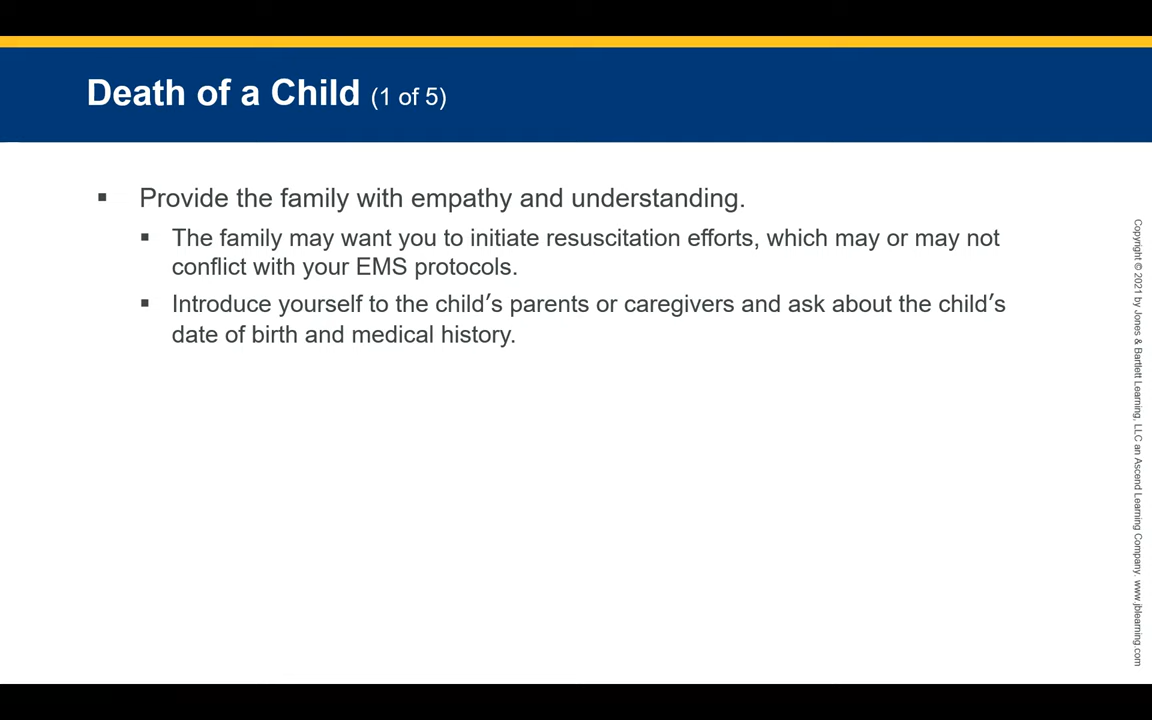 Death of a Child (1 of 5)
▪ Provide the family with empathy and understanding.
▪ The family may want you to initiate resuscitation efforts, which may or may not
conflict with your EMS protocols.
▪ Introduce yourself to the child’s parents or caregivers and ask about the child’s
date of birth and medical history.
Copyright © 2021 by Jones & Bartlett Learning, LLC an Ascend Learning Company. www.jblearning.com